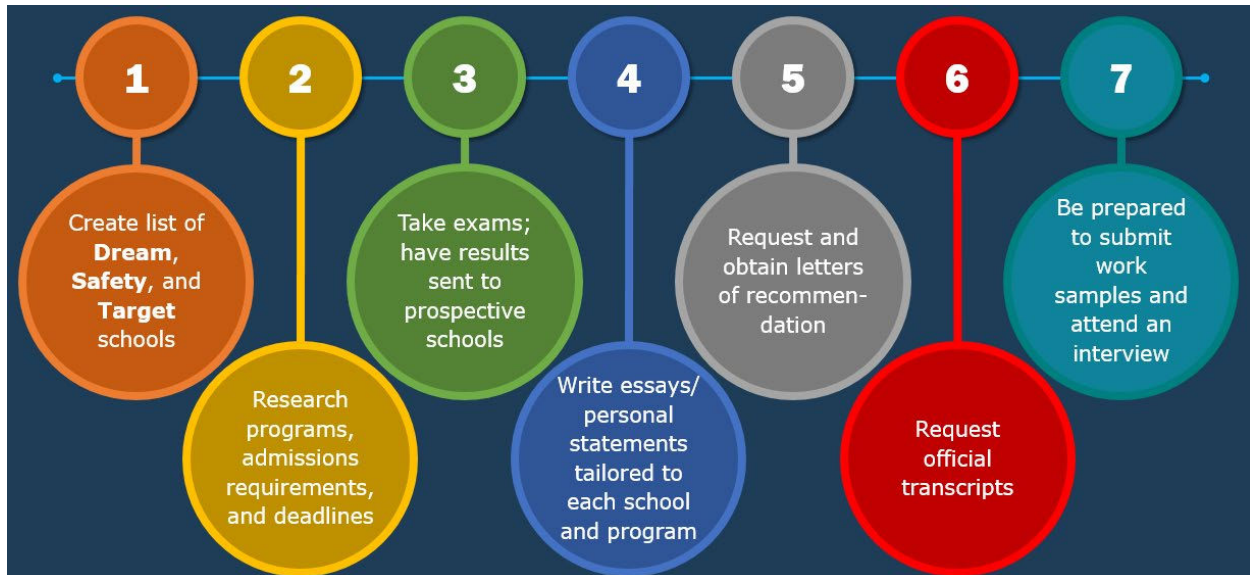 1
2
3
4
5
6
7
Create list of
Dream,
Safety, and
Target
schools
Research
programs,
admissions
requirements,
and deadlines
Take exams;
have results
sent to
prospective
schools
Write essays/
personal
statements
tailored to
each school
and program
Request and
obtain letters
of recommen-
dation
Request
official
transcripts
Be prepared
to submit
work
samples and
attend an
interview